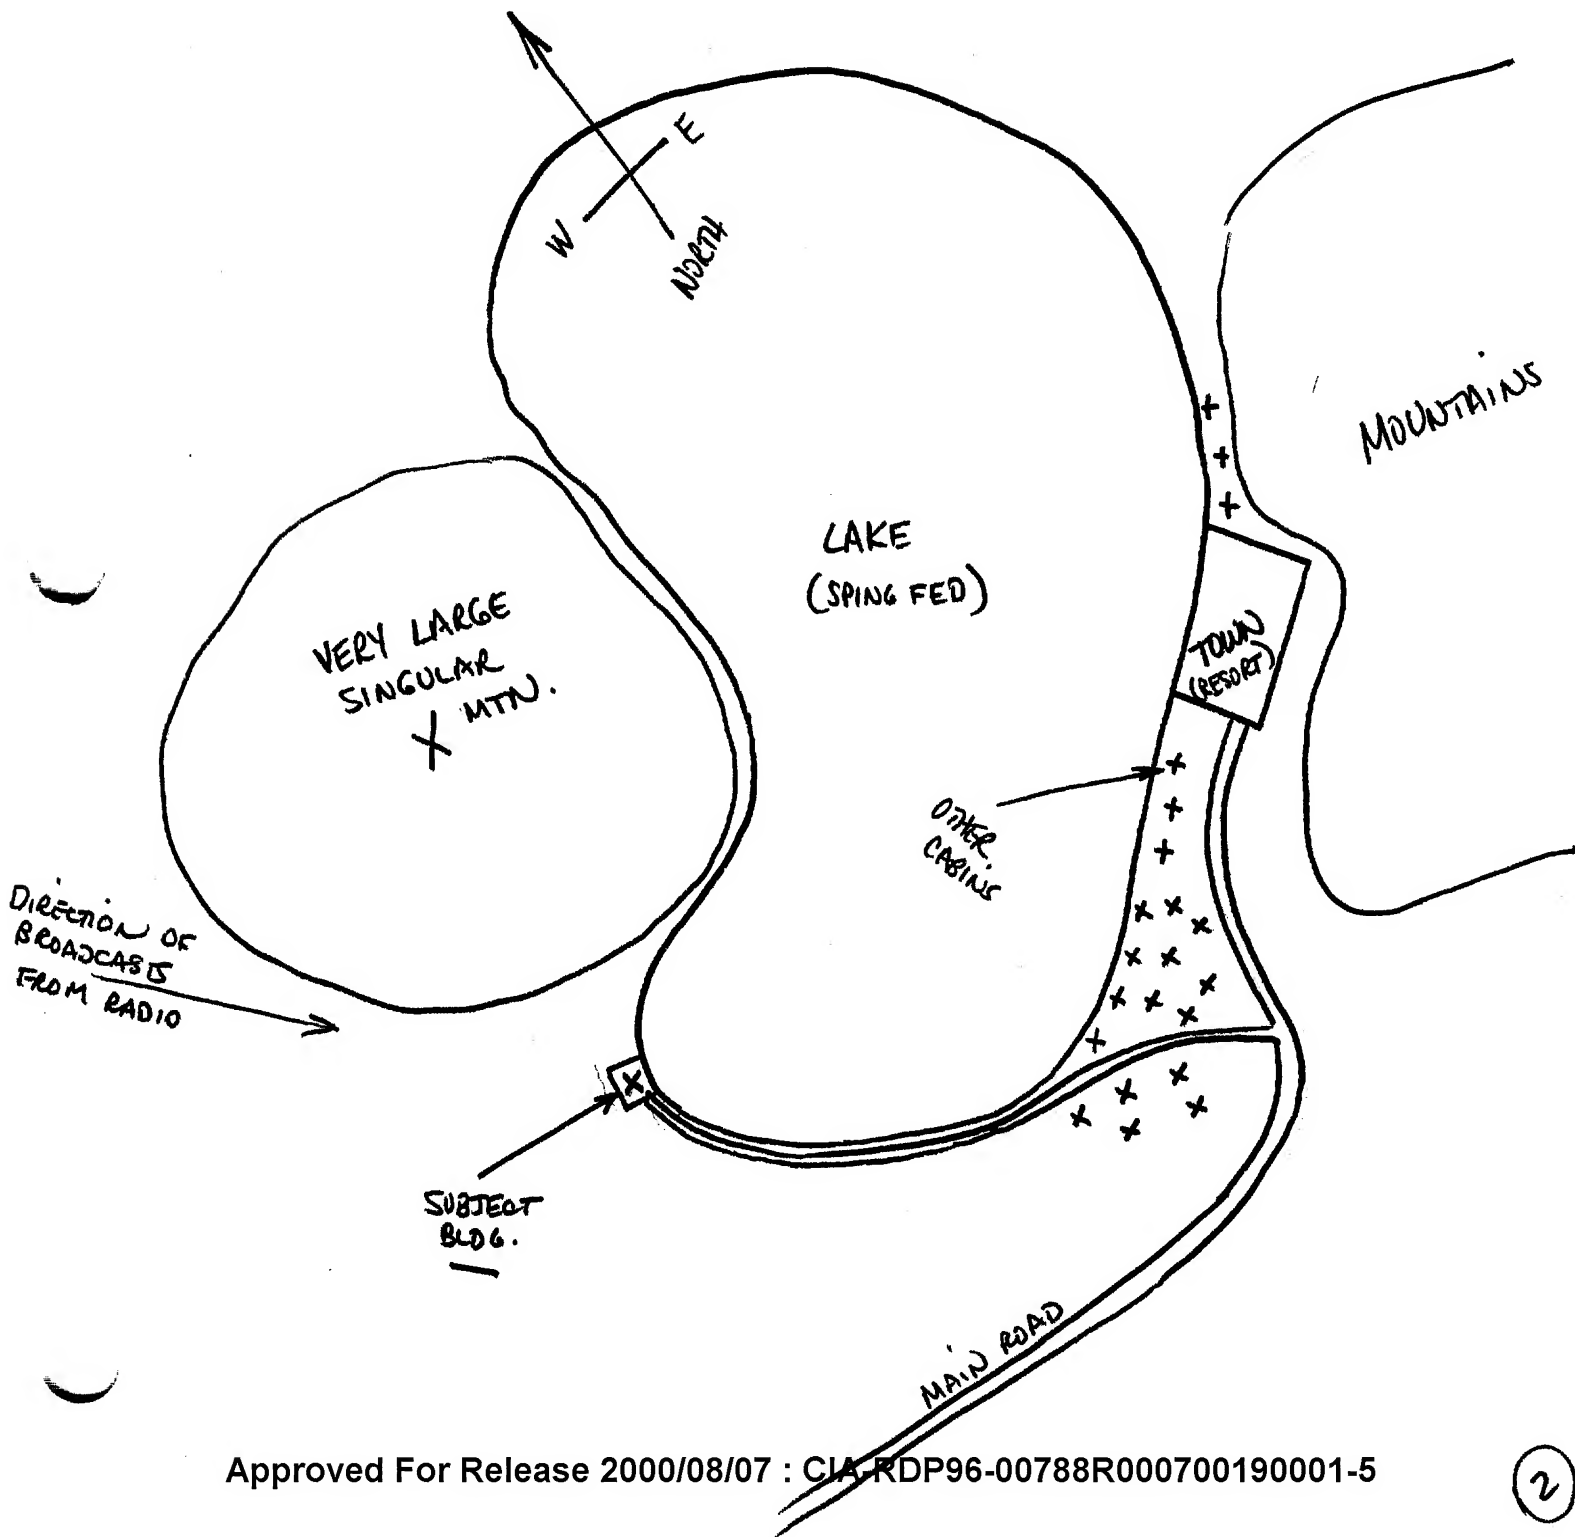 E
W
NORTH
MOUNTAINS
LAKE
(SPING FED)
VERY LARGE
SINGULAR
X MTN.
TOWN
(RESORT)
OTHER
CABINS
DIRECTION OF
BROADCASTS
FROM RADIO
X
SUBJECT
BLDG.
MAIN ROAD
Approved For Release 2000/08/07 : CIA-RDP96-00788R000700190001-5
2